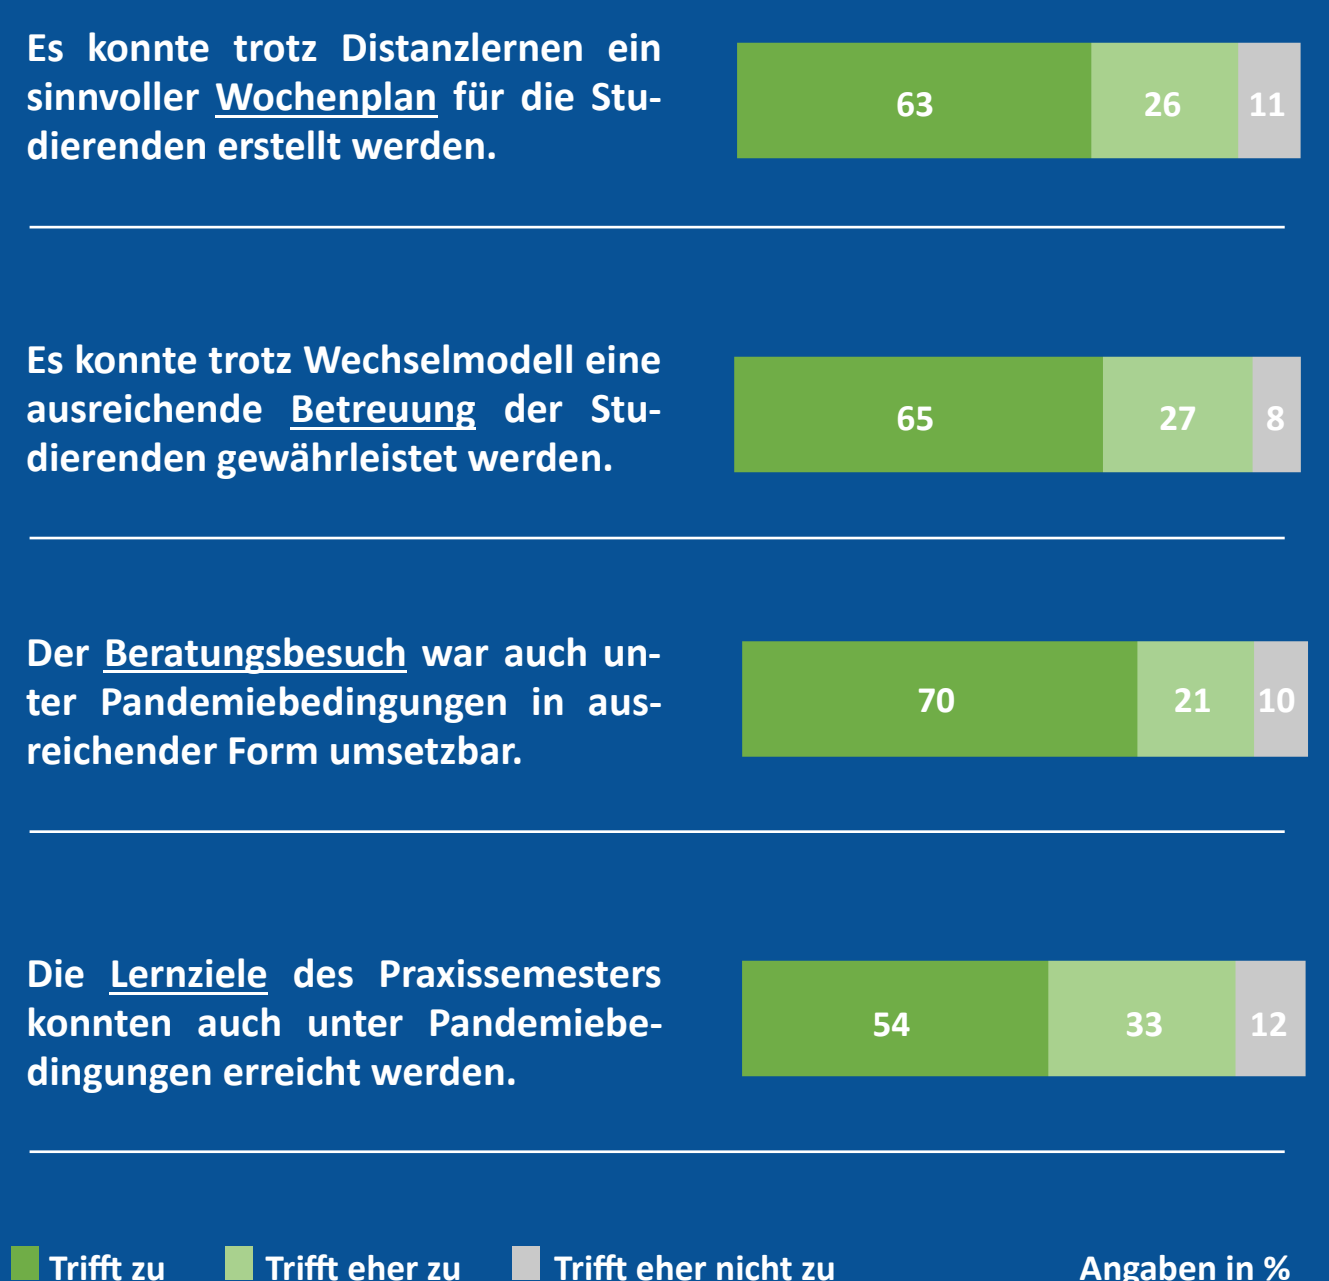 Es konnte trotz Distanzlernen ein
sinnvoller Wochenplan für die Stu-
dierenden erstellt werden.
63 26 11
Es konnte trotz Wechselmodell eine
ausreichende Betreuung der Stu-
dierenden gewährleistet werden.
65 27 8
Der Beratungsbesuch war auch un-
ter Pandemiebedingungen in aus-
reichender Form umsetzbar.
70 21 10
Die Lernziele des Praxissemesters
konnten auch unter Pandemiebe-
dingungen erreicht werden.
54 33 12
Trifft zu Trifft eher zu Trifft eher nicht zu Angaben in %